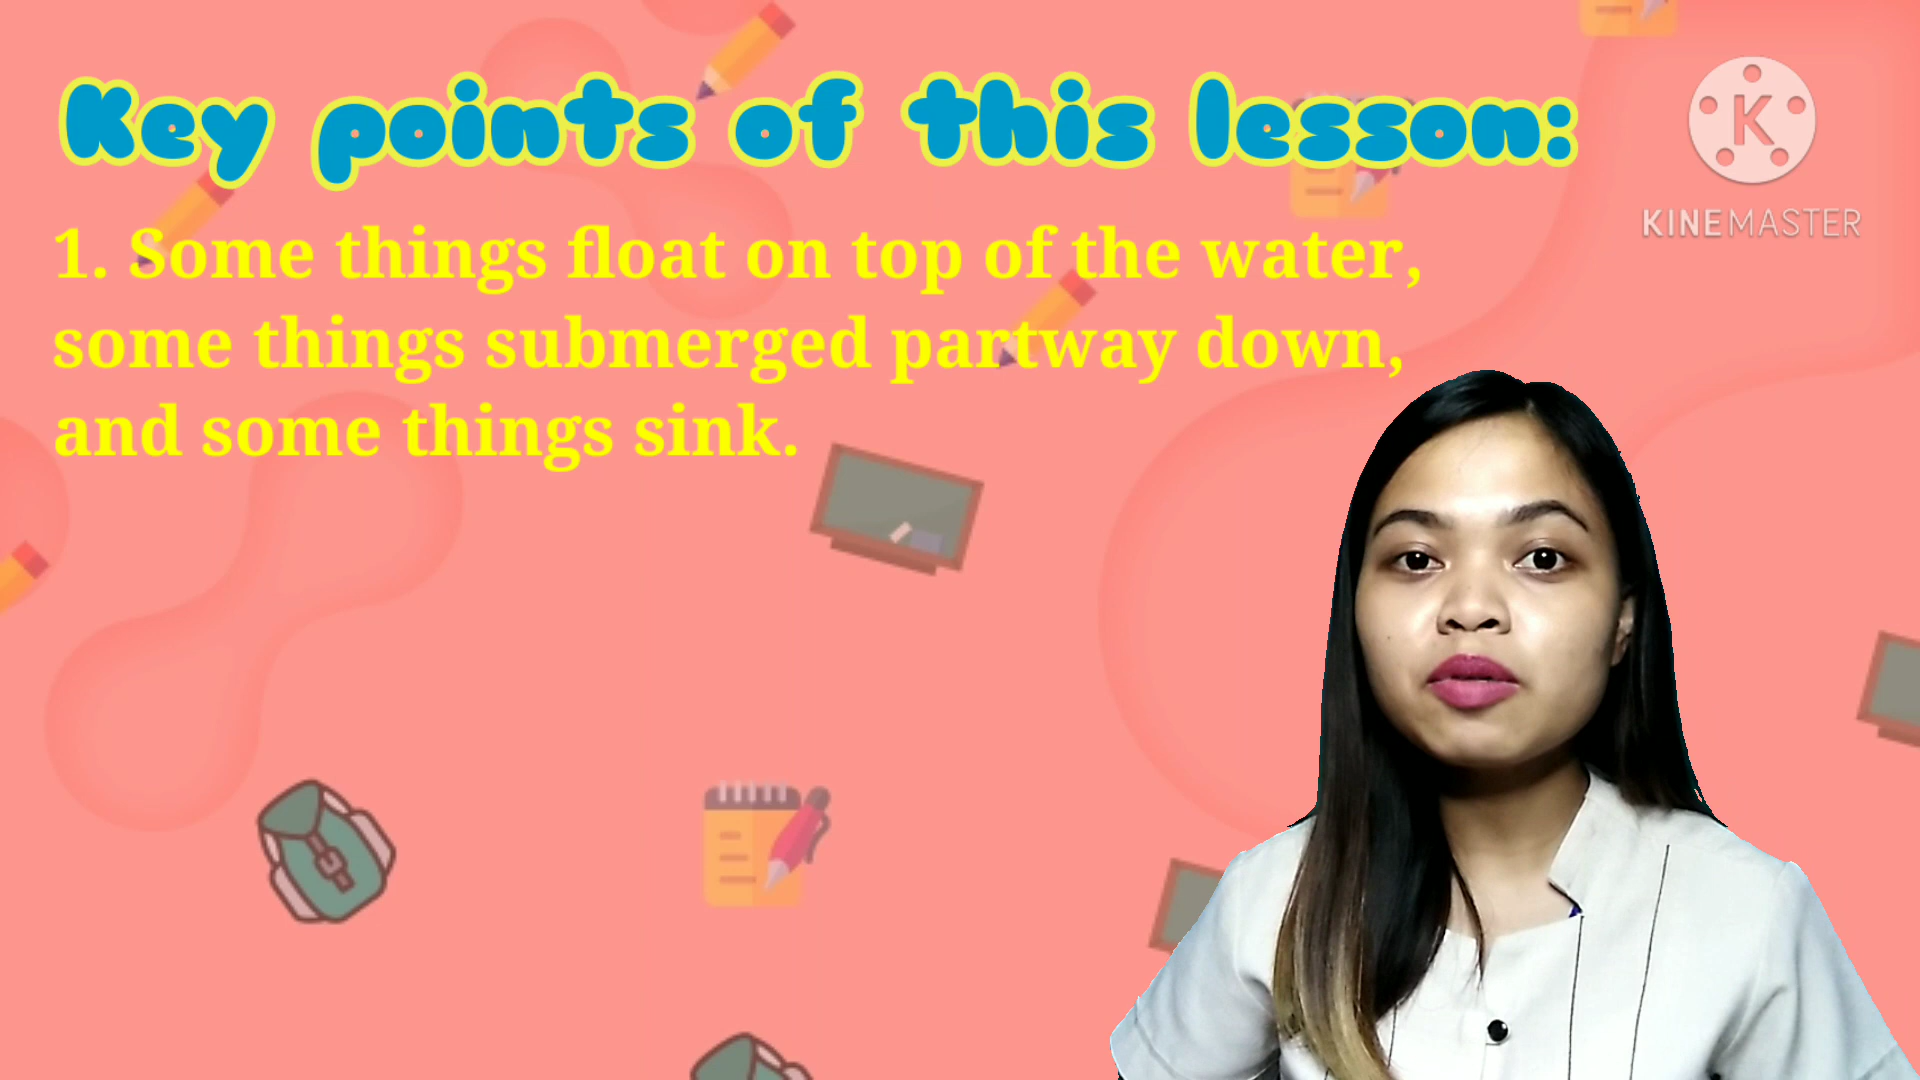 Key points of this lesson:
1. Some things float on top of the water,
some things submerged partway down,
and some things sink.
K
KINEMASTER